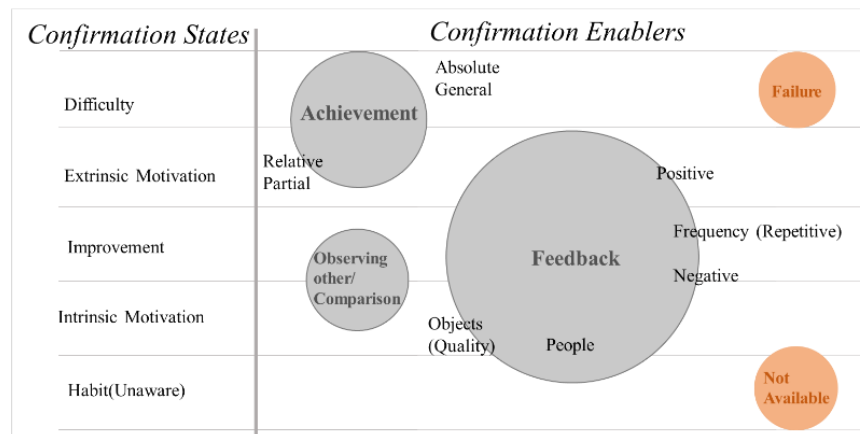 Confirmation States
Confirmation Enablers
Difficulty
Extrinsic Motivation
Improvement
Intrinsic Motivation
Habit(Unaware)
Achievement
Absolute
General
Relative
Partial
Observing
other/
Comparison
Feedback
Positive
Frequency (Repetitive)
Negative
Objects
(Quality)
People
Failure
Not
Available